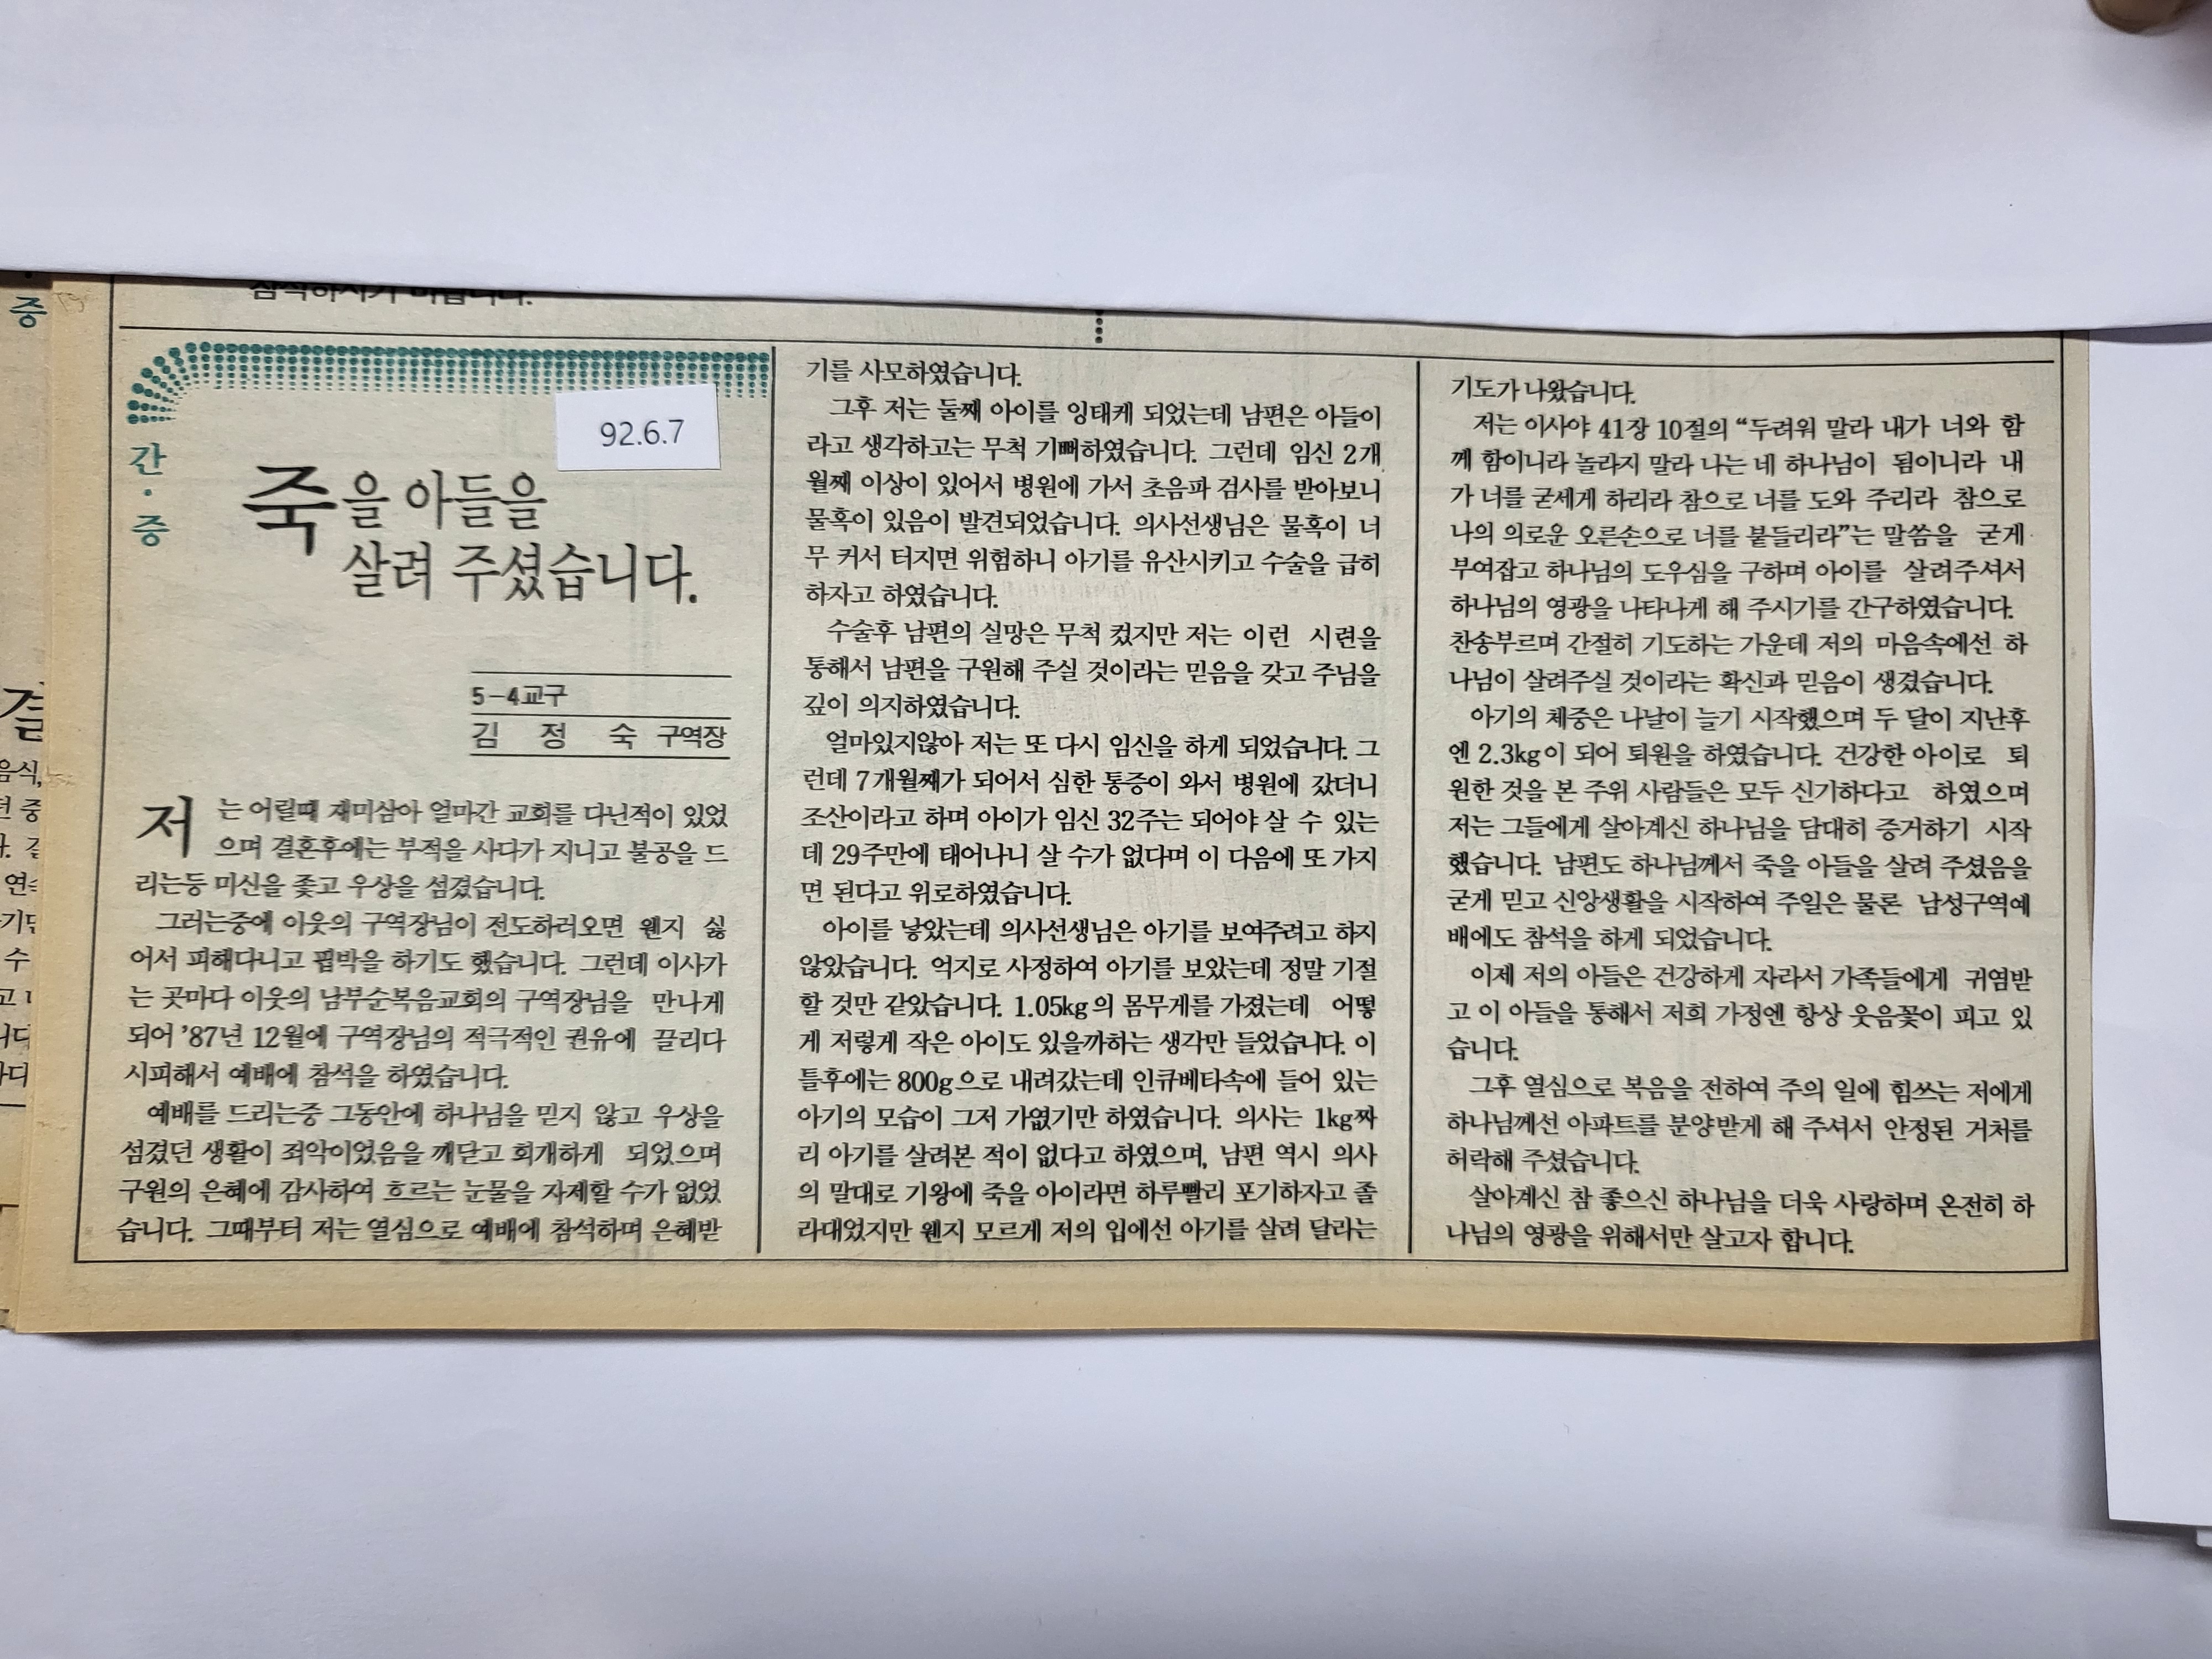 증
간
·
증
92.6.7
죽을 아들을
살려 주셨습니다.
5-4교구
김 정 숙 구역장
저는 어릴때 재미삼아 얼마간 교회를 다닌적이 있었
으며 결혼후에는 부적을 사다가 지니고 불공을 드
리는등 미신을 좇고 우상을 섬겼습니다.
그러는중에 이웃의 구역장님이 전도하러오면 웬지 싫
어서 피해다니고 핍박을 하기도 했습니다. 그런데 이사가
는 곳마다 이웃의 남부순복음교회의 구역장님을 만나게
되어 '87년 12월에 구역장님의 적극적인 권유에 끌리다
시피해서 예배에 참석을 하였습니다.
예배를 드리는중 그동안에 하나님을 믿지 않고 우상을
섬겼던 생활이 죄악이었음을 깨닫고 회개하게 되었으며
구원의 은혜에 감사하여 흐르는 눈물을 자제할 수가 없었
습니다. 그때부터 저는 열심으로 예배에 참석하며 은혜받
기를 사모하였습니다.
그후 저는 둘째 아이를 잉태케 되었는데 남편은 아들이
라고 생각하고는 무척 기뻐하였습니다. 그런데 임신 2개
월째 이상이 있어서 병원에 가서 초음파 검사를 받아보니
물혹이 있음이 발견되었습니다. 의사선생님은 물혹이 너
무 커서 터지면 위험하니 아기를 유산시키고 수술을 급히
하자고 하였습니다.
수술후 남편의 실망은 무척 컸지만 저는 이런 시련을
통해서 남편을 구원해 주실 것이라는 믿음을 갖고 주님을
깊이 의지하였습니다.
얼마있지않아 저는 또 다시 임신을 하게 되었습니다. 그
런데 7개월째가 되어서 심한 통증이 와서 병원에 갔더니
조산이라고 하며 아이가 임신 32주는 되어야 살 수 있는
데 29주만에 태어나니 살 수가 없다며 이 다음에 또 가지
면 된다고 위로하였습니다.
아이를 낳았는데 의사선생님은 아기를 보여주려고 하지
않았습니다. 억지로 사정하여 아기를 보았는데 정말 기절
할 것만 같았습니다. 1.05kg의 몸무게를 가졌는데 어떻
게 저렇게 작은 아이도 있을까하는 생각만 들었습니다. 이
틀후에는 800g으로 내려갔는데 인큐베타속에 들어 있는
아기의 모습이 그저 가엾기만 하였습니다. 의사는 1kg짜
리 아기를 살려본 적이 없다고 하였으며, 남편 역시 의사
의 말대로 기왕에 죽을 아이라면 하루빨리 포기하자고 졸
라대었지만 웬지 모르게 저의 입에선 아기를 살려 달라는
기도가 나왔습니다.
저는 이사야 41장 10절의 “두려워 말라 내가 너와 함
께 함이니라 놀라지 말라 나는 네 하나님이 됨이니라 내
가 너를 굳세게 하리라 참으로 너를 도와 주리라 참으로
나의 의로운 오른손으로 너를 붙들리라”는 말씀을 굳게
부여잡고 하나님의 도우심을 구하며 아이를 살려주셔서
하나님의 영광을 나타나게 해 주시기를 간구하였습니다.
찬송부르며 간절히 기도하는 가운데 저의 마음속에선 하
나님이 살려주실 것이라는 확신과 믿음이 생겼습니다.
아기의 체중은 나날이 늘기 시작했으며 두 달이 지난후
엔 2.3kg이 되어 퇴원을 하였습니다. 건강한 아이로 퇴
원한 것을 본 주위 사람들은 모두 신기하다고 하였으며
저는 그들에게 살아계신 하나님을 담대히 증거하기 시작
했습니다. 남편도 하나님께서 죽을 아들을 살려 주셨음을
굳게 믿고 신앙생활을 시작하여 주일은 물론 남성구역예
배에도 참석을 하게 되었습니다.
이제 저의 아들은 건강하게 자라서 가족들에게 귀염받
고 이 아들을 통해서 저희 가정엔 항상 웃음꽃이 피고 있
습니다.
그후 열심으로 복음을 전하여 주의 일에 힘쓰는 저에게
하나님께선 아파트를 분양받게 해 주셔서 안정된 거처를
허락해 주셨습니다.
살아계신 참 좋으신 하나님을 더욱 사랑하며 온전히 하
나님의 영광을 위해서만 살고자 합니다.